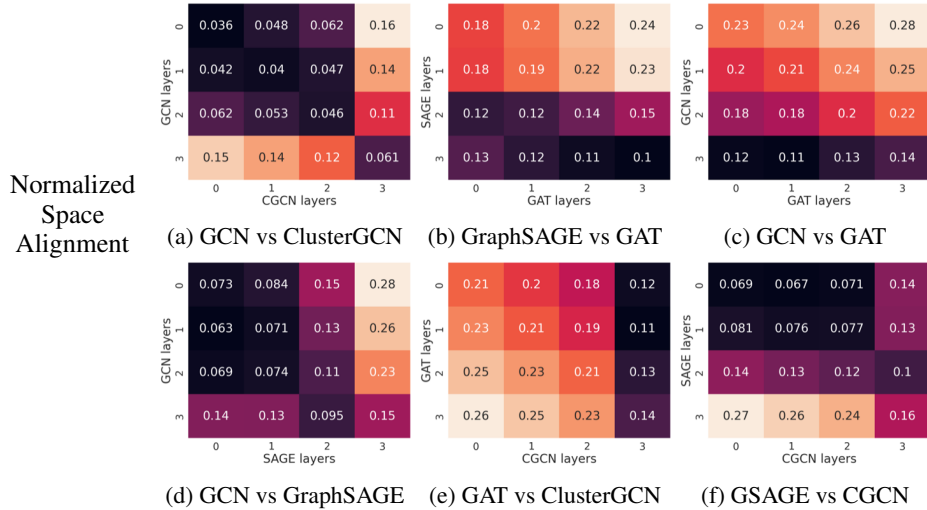 Normalized
Space
Alignment
GCN layers
0 0.036 0.048 0.062 0.16
1 0.042 0.04 0.047 0.14
2 0.062 0.053 0.046 0.11
3 0.15 0.14 0.12 0.061
0 1 2 3
CGCN layers
(a) GCN vs ClusterGCN
SAGE layers
0 0.18 0.2 0.22 0.24
1 0.18 0.19 0.22 0.23
2 0.12 0.12 0.14 0.15
3 0.13 0.12 0.11 0.1
0 1 2 3
GAT layers
(b) GraphSAGE vs GAT
GCN layers
0 0.23 0.24 0.26 0.28
1 0.2 0.21 0.24 0.25
2 0.18 0.18 0.2 0.22
3 0.12 0.11 0.13 0.14
0 1 2 3
GAT layers
(c) GCN vs GAT
GCN layers
0 0.073 0.084 0.15 0.28
1 0.063 0.071 0.13 0.26
2 0.069 0.074 0.11 0.23
3 0.14 0.13 0.095 0.15
0 1 2 3
SAGE layers
(d) GCN vs GraphSAGE
GAT layers
0 0.21 0.2 0.18 0.12
1 0.23 0.21 0.19 0.11
2 0.25 0.23 0.21 0.13
3 0.26 0.25 0.23 0.14
0 1 2 3
CGCN layers
(e) GAT vs ClusterGCN
SAGE layers
0 0.069 0.067 0.071 0.14
1 0.081 0.076 0.077 0.13
2 0.14 0.13 0.12 0.1
3 0.27 0.26 0.24 0.16
0 1 2 3
CGCN layers
(f) GSAGE vs CGCN